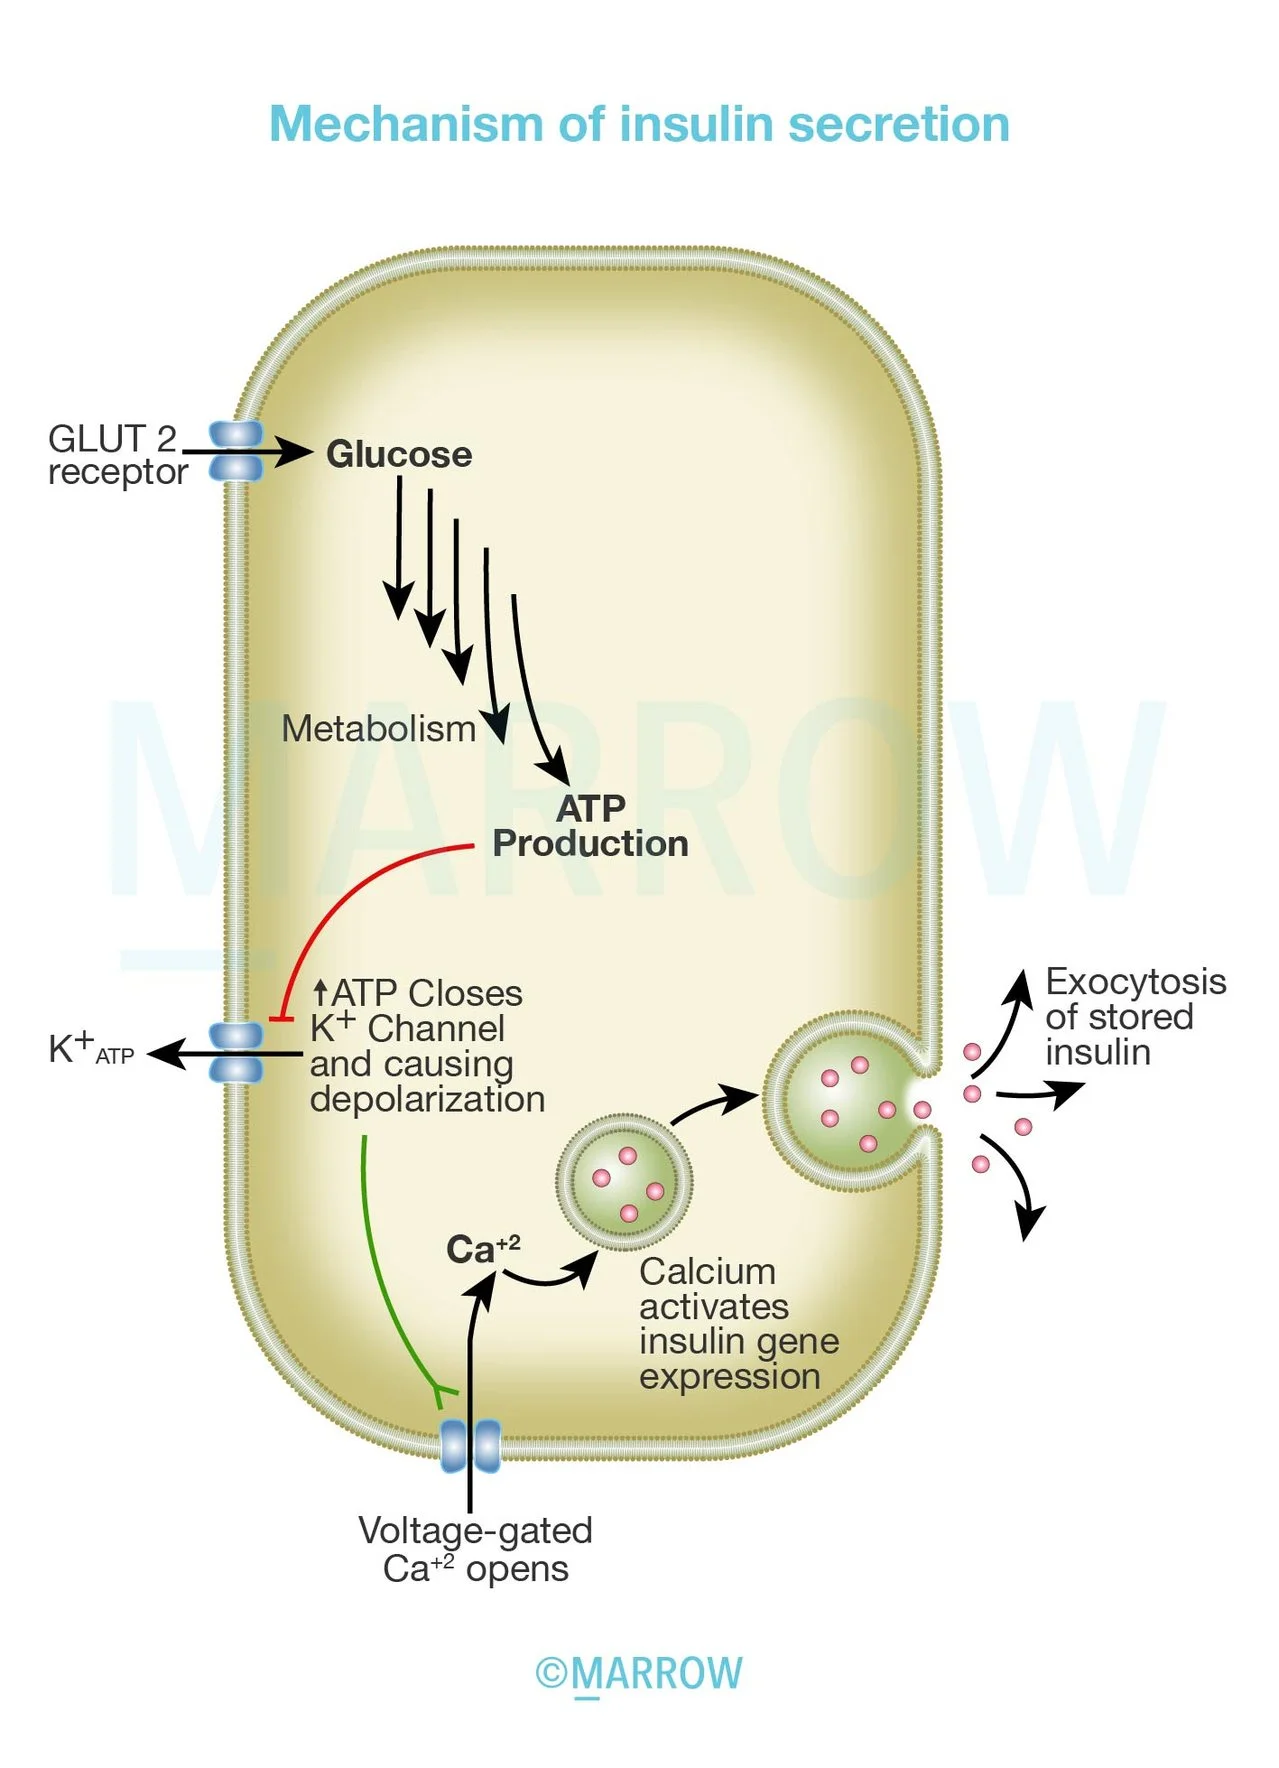 Mechanism of insulin secretion
GLUT 2
receptor
Glucose
Metabolism
ATP
Production
MARROW
↑ATP Closes
K+ Channel
and causing
depolarization
K+ATP
Exocytosis
of stored
insulin
Ca+2
Calcium
activates
insulin gene
expression
Voltage-gated
Ca+2 opens
©MARROW